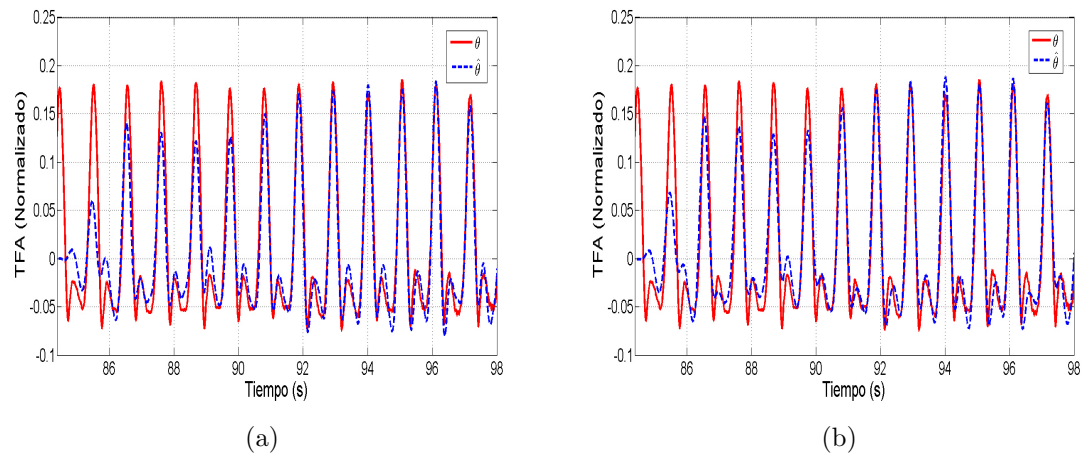 0.25
0.2
0.15
0.1
0.05
0
-0.05
-0.1
TFA (Normalizado)
θ
θ̂
86 88 90 92 94 96 98
Tiempo (s)
(a)
0.25
0.2
0.15
0.1
0.05
0
-0.05
-0.1
TFA (Normalizado)
θ
θ̂
86 88 90 92 94 96 98
Tiempo (s)
(b)